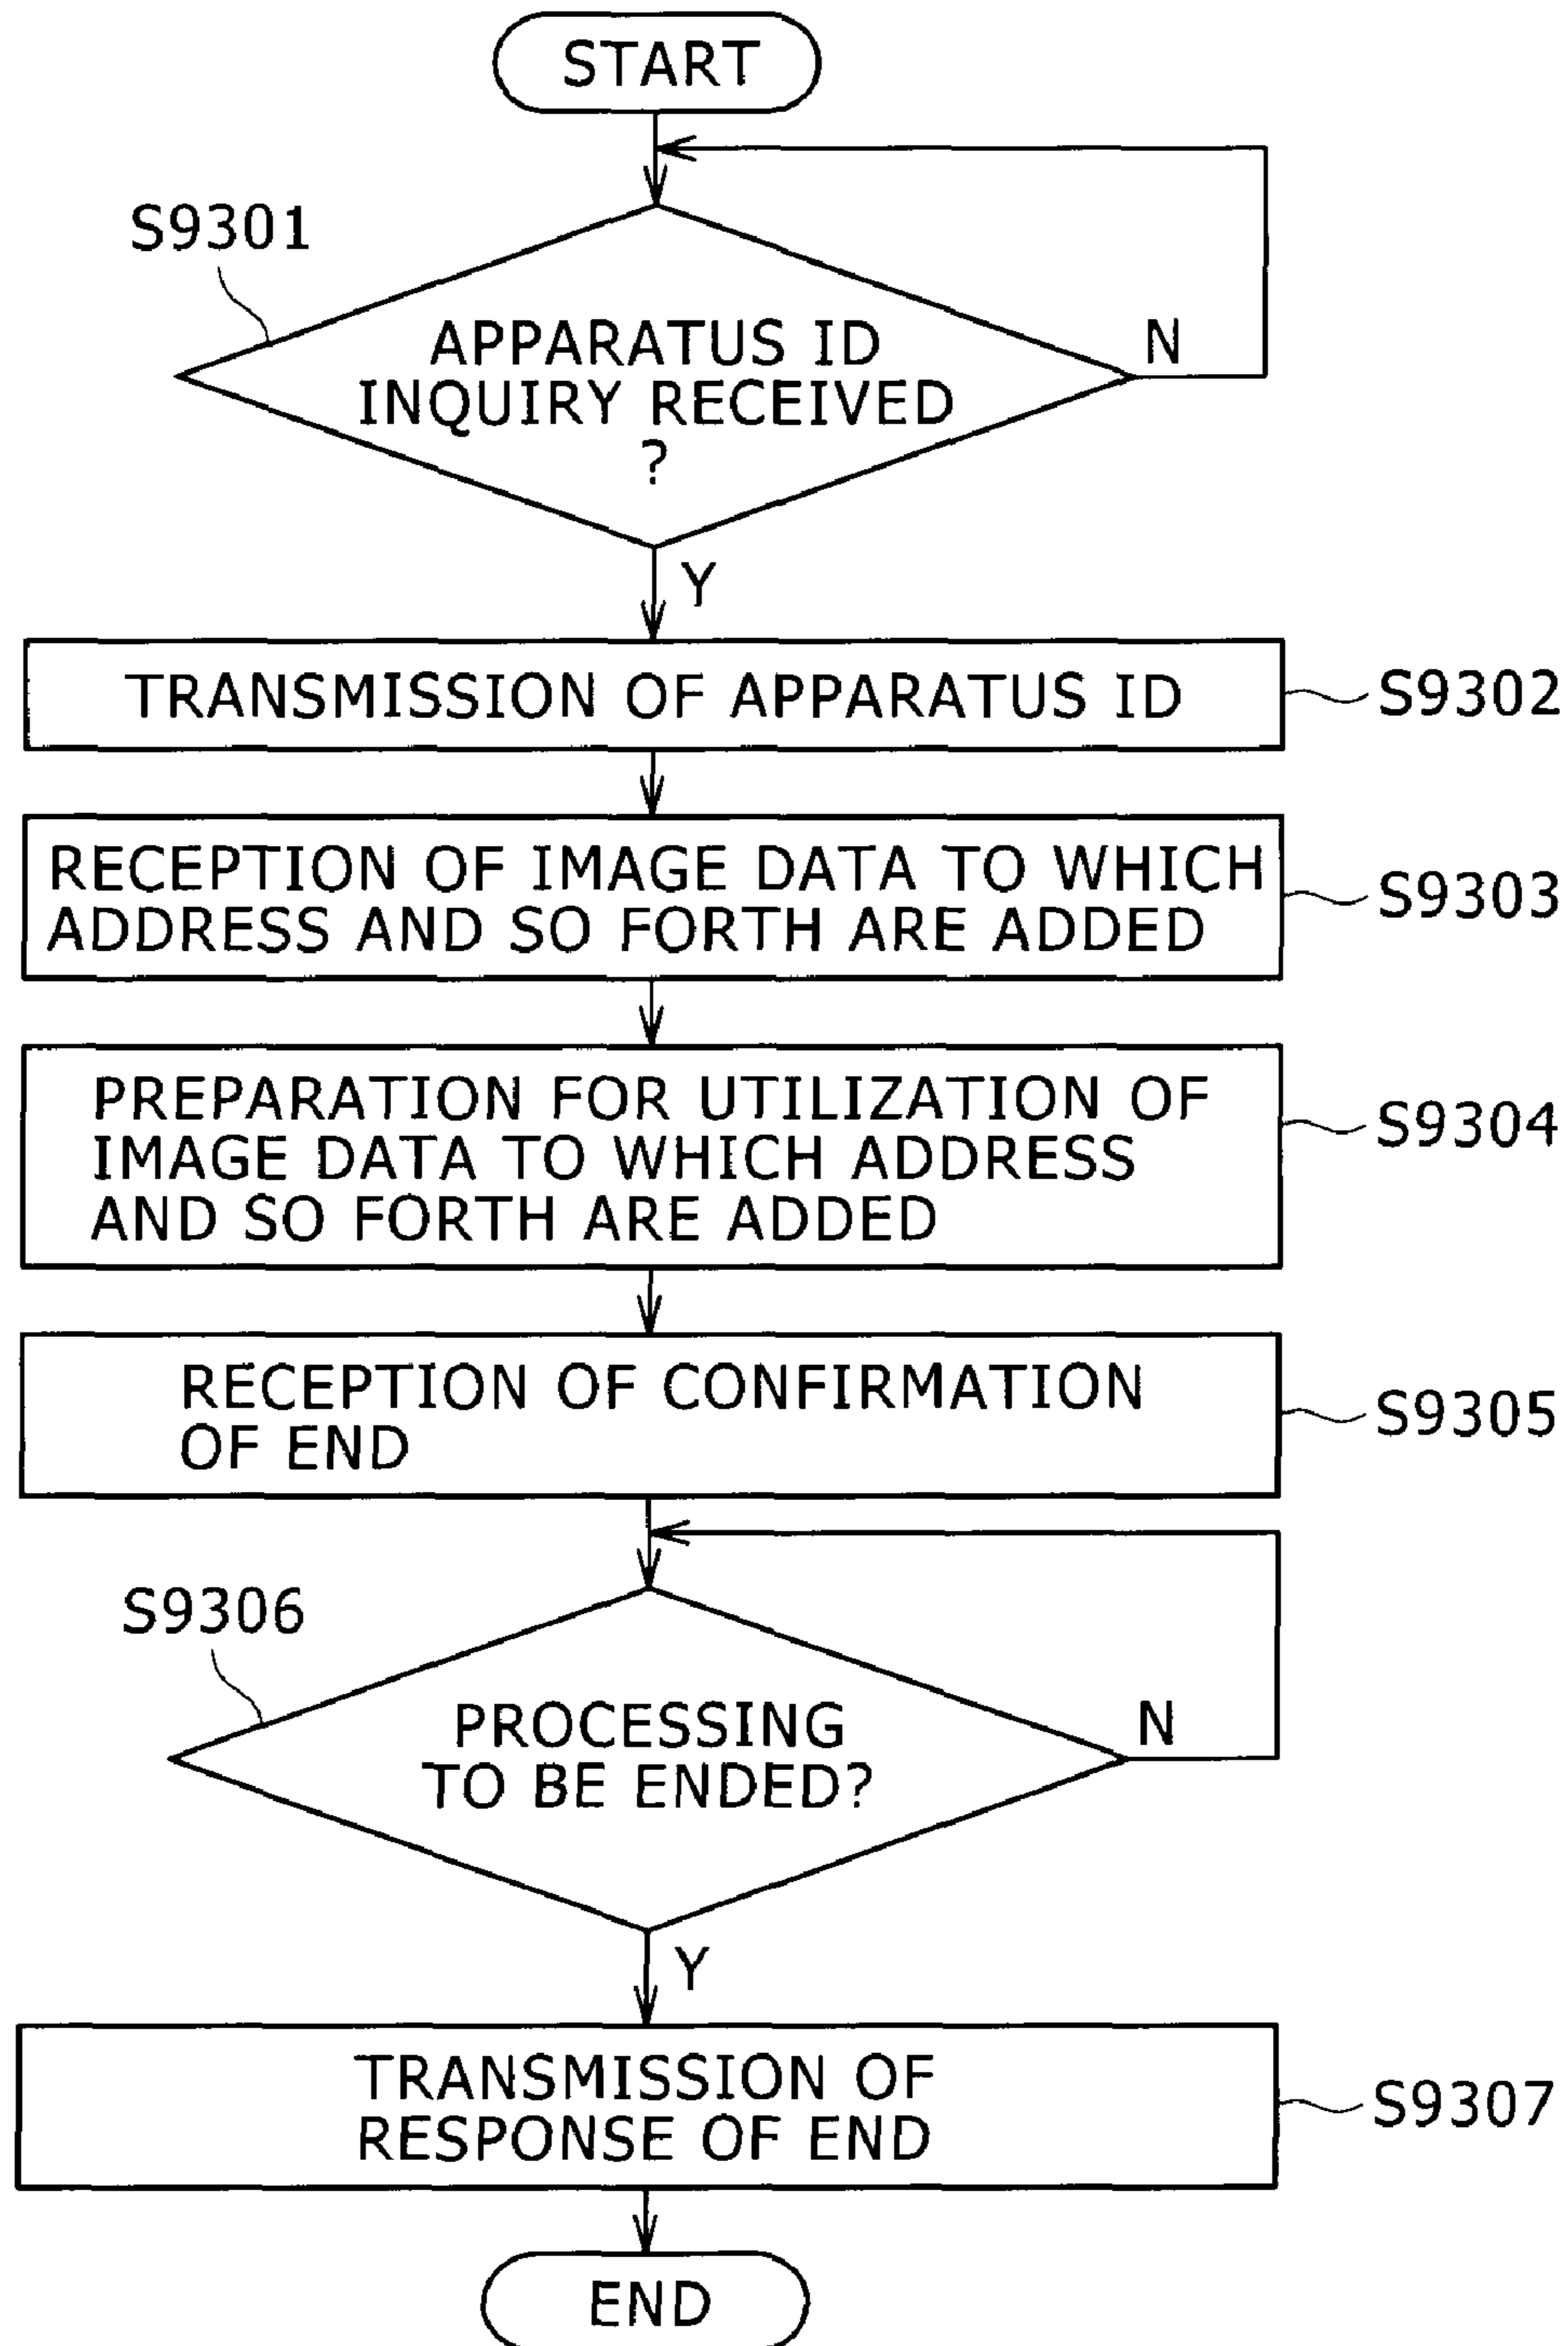 START
S9301
APPARATUS ID
INQUIRY RECEIVED
?
N
Y
TRANSMISSION OF APPARATUS ID
S9302
RECEPTION OF IMAGE DATA TO WHICH
ADDRESS AND SO FORTH ARE ADDED
S9303
PREPARATION FOR UTILIZATION OF
IMAGE DATA TO WHICH ADDRESS
AND SO FORTH ARE ADDED
S9304
RECEPTION OF CONFIRMATION
OF END
S9305
S9306
PROCESSING
TO BE ENDED?
N
Y
TRANSMISSION OF
RESPONSE OF END
S9307
END